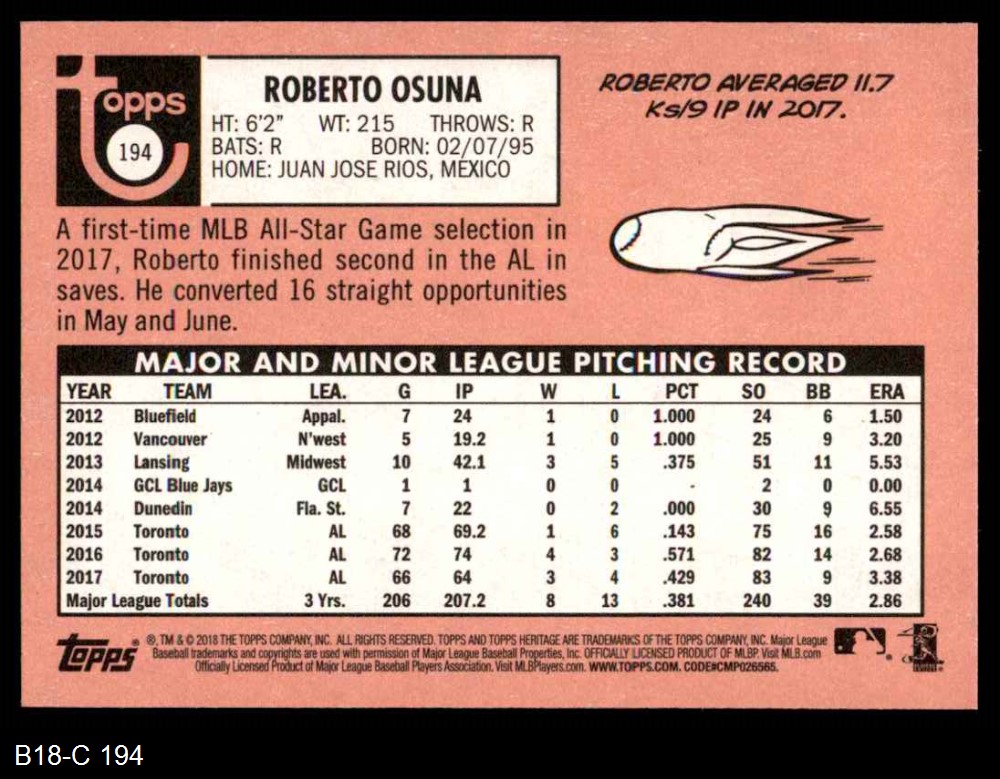 topps
194
ROBERTO OSUNA
HT: 6'2" WT: 215 THROWS: R
BATS: R BORN: 02/07/95
HOME: JUAN JOSE RIOS, MEXICO
ROBERTO AVERAGED 11.7
Ks/9 IP IN 2017.
A first-time MLB All-Star Game selection in
2017, Roberto finished second in the AL in
saves. He converted 16 straight opportunities
in May and June.
MAJOR AND MINOR LEAGUE PITCHING RECORD
YEAR TEAM LEA. G IP W L PCT SO BB ERA
2012 Bluefield Appal. 7 24 1 0 1.000 24 6 1.50
2012 Vancouver N'west 5 19.2 1 0 1.000 25 9 3.20
2013 Lansing Midwest 10 42.1 3 5 .375 51 11 5.53
2014 GCL Blue Jays GCL 1 1 0 0 - 2 0 0.00
2014 Dunedin Fla. St. 7 22 0 2 .000 30 9 6.55
2015 Toronto AL 68 69.2 1 6 .143 75 16 2.58
2016 Toronto AL 72 74 4 3 .571 82 14 2.68
2017 Toronto AL 66 64 3 4 .429 83 9 3.38
Major League Totals 3 Yrs. 206 207.2 8 13 .381 240 39 2.86
topps ® ®, TM & © 2018 THE TOPPS COMPANY, INC. ALL RIGHTS RESERVED. TOPPS AND TOPPS HERITAGE ARE TRADEMARKS OF THE TOPPS COMPANY, INC. Major League
Baseball trademarks and copyrights are used with permission of Major League Baseball Properties, Inc. OFFICIALLY LICENSED PRODUCT OF MLBP. Visit MLB.com
Officially Licensed Product of Major League Baseball Players Association. Visit MLBPlayers.com. WWW.TOPPS.COM. CODE#CMP026565.
B18-C 194